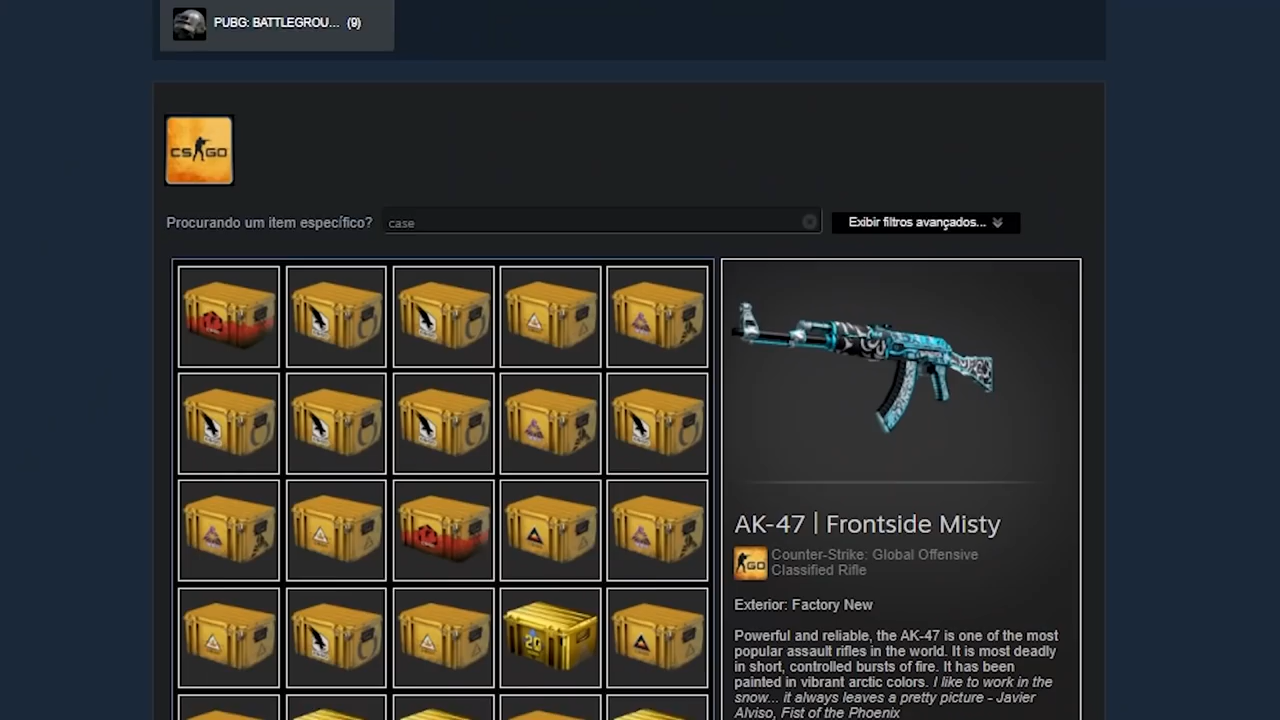 PUBG: BATTLEGROU... (9)
CS GO
Procurando um item específico?
case
Exibir filtros avançados...
20
AK-47 | Frontside Misty
GO
Counter-Strike: Global Offensive
Classified Rifle
Exterior: Factory New
Powerful and reliable, the AK-47 is one of the most
popular assault rifles in the world. It is most deadly
in short, controlled bursts of fire. It has been
painted in vibrant arctic colors. I like to work in the
snow... it always leaves a pretty picture - Javier
Alviso, Fist of the Phoenix